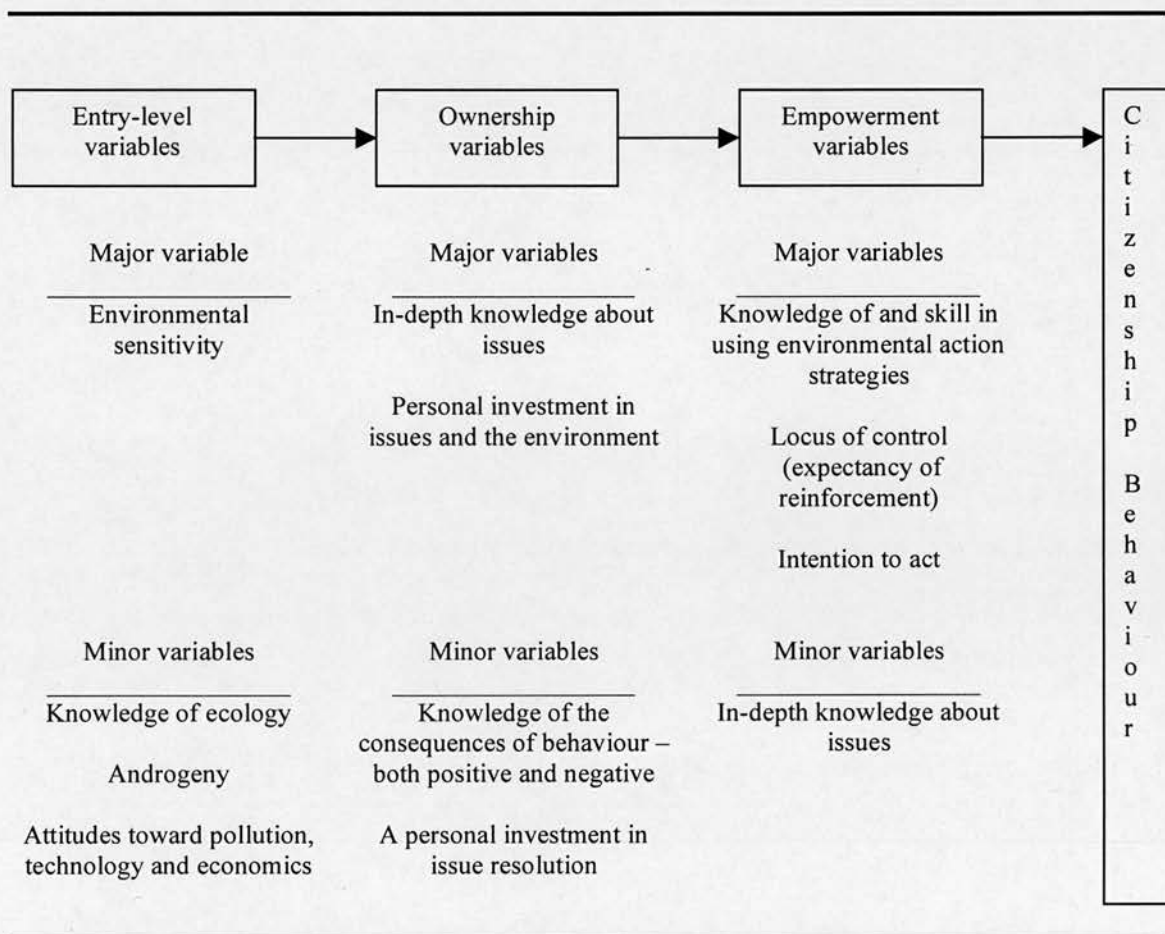 Entry-level
variables
Ownership
variables
Empowerment
variables
Major variable
Environmental
sensitivity
Major variables
In-depth knowledge about
issues
Personal investment in
issues and the environment
Major variables
Knowledge of and skill in
using environmental action
strategies
Locus of control
(expectancy of
reinforcement)
Intention to act
Minor variables
Knowledge of ecology
Androgeny
Attitudes toward pollution,
technology and economics
Minor variables
Knowledge of the
consequences of behaviour –
both positive and negative
A personal investment in
issue resolution
Minor variables
In-depth knowledge about
issues
Citizenship Behaviour